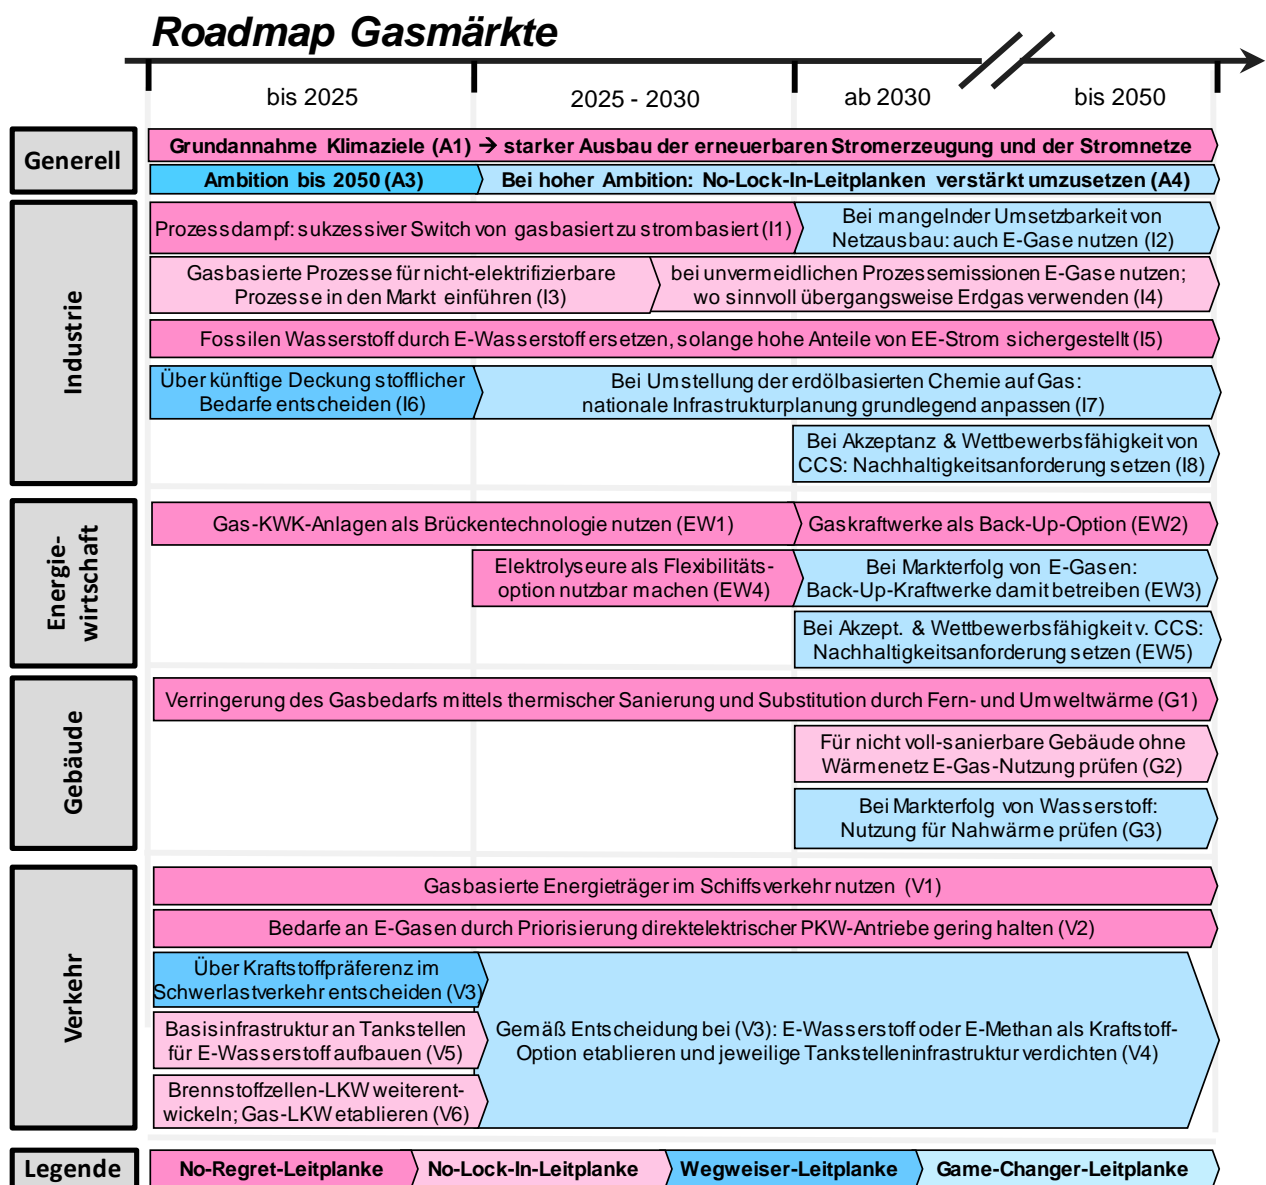 Roadmap Gasmärkte
bis 2025
2025 - 2030
ab 2030
bis 2050
Generell
Grundannahme Klimaziele (A1) → starker Ausbau der erneuerbaren Stromerzeugung und der Stromnetze
Ambition bis 2050 (A3)
Bei hoher Ambition: No-Lock-In-Leitplanken verstärkt umzusetzen (A4)
Industrie
Prozessdampf: sukzessiver Switch von gasbasiert zu strombasiert (I1)
Bei mangelnder Umsetzbarkeit von
Netzausbau: auch E-Gase nutzen (I2)
Gasbasierte Prozesse für nicht-elektrifizierbare
Prozesse in den Markt einführen (I3)
bei unvermeidlichen Prozessemissionen E-Gase nutzen;
wo sinnvoll übergangsweise Erdgas verwenden (I4)
Fossilen Wasserstoff durch E-Wasserstoff ersetzen, solange hohe Anteile von EE-Strom sichergestellt (I5)
Über künftige Deckung stofflicher
Bedarfe entscheiden (I6)
Bei Umstellung der erdölbasierten Chemie auf Gas:
nationale Infrastrukturplanung grundlegend anpassen (I7)
Bei Akzeptanz & Wettbewerbsfähigkeit von
CCS: Nachhaltigkeitsanforderung setzen (I8)
Energie-
wirtschaft
Gas-KWK-Anlagen als Brückentechnologie nutzen (EW1)
Gaskraftwerke als Back-Up-Option (EW2)
Elektrolyseure als Flexibilitäts-
option nutzbar machen (EW4)
Bei Markterfolg von E-Gasen:
Back-Up-Kraftwerke damit betreiben (EW3)
Bei Akzept. & Wettbewerbsfähigkeit v. CCS:
Nachhaltigkeitsanforderung setzen (EW5)
Gebäude
Verringerung des Gasbedarfs mittels thermischer Sanierung und Substitution durch Fern- und Umweltwärme (G1)
Für nicht voll-sanierbare Gebäude ohne
Wärmenetz E-Gas-Nutzung prüfen (G2)
Bei Markterfolg von Wasserstoff:
Nutzung für Nahwärme prüfen (G3)
Verkehr
Gasbasierte Energieträger im Schiffsverkehr nutzen (V1)
Bedarfe an E-Gasen durch Priorisierung direktelektrischer PKW-Antriebe gering halten (V2)
Über Kraftstoffpräferenz im
Schwerlastverkehr entscheiden (V3)
Basisinfrastruktur an Tankstellen
für E-Wasserstoff aufbauen (V5)
Brennstoffzellen-LKW weiterent-
wickeln; Gas-LKW etablieren (V6)
Gemäß Entscheidung bei (V3): E-Wasserstoff oder E-Methan als Kraftstoff-
Option etablieren und jeweilige Tankstelleninfrastruktur verdichten (V4)
Legende
No-Regret-Leitplanke
No-Lock-In-Leitplanke
Wegweiser-Leitplanke
Game-Changer-Leitplanke